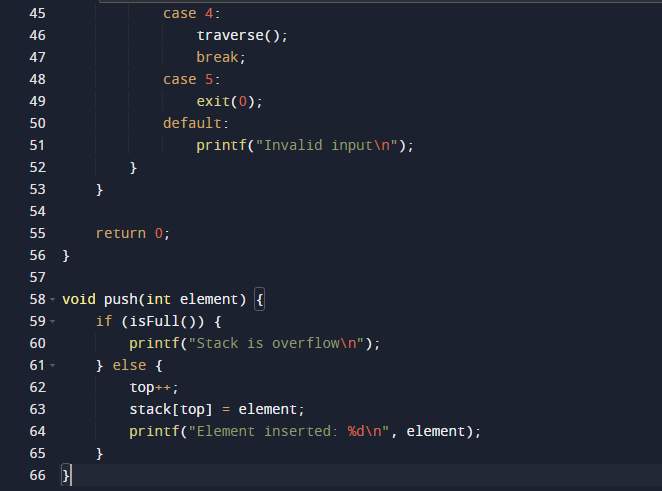 45 case 4:
46 traverse();
47 break;
48 case 5:
49 exit(0);
50 default:
51 printf("Invalid input\n");
52 }
53 }
54
55 return 0;
56 }
57
58 void push(int element) {
59 if (isFull()) {
60 printf("Stack is overflow\n");
61 } else {
62 top++;
63 stack[top] = element;
64 printf("Element inserted: %d\n", element);
65 }
66 }